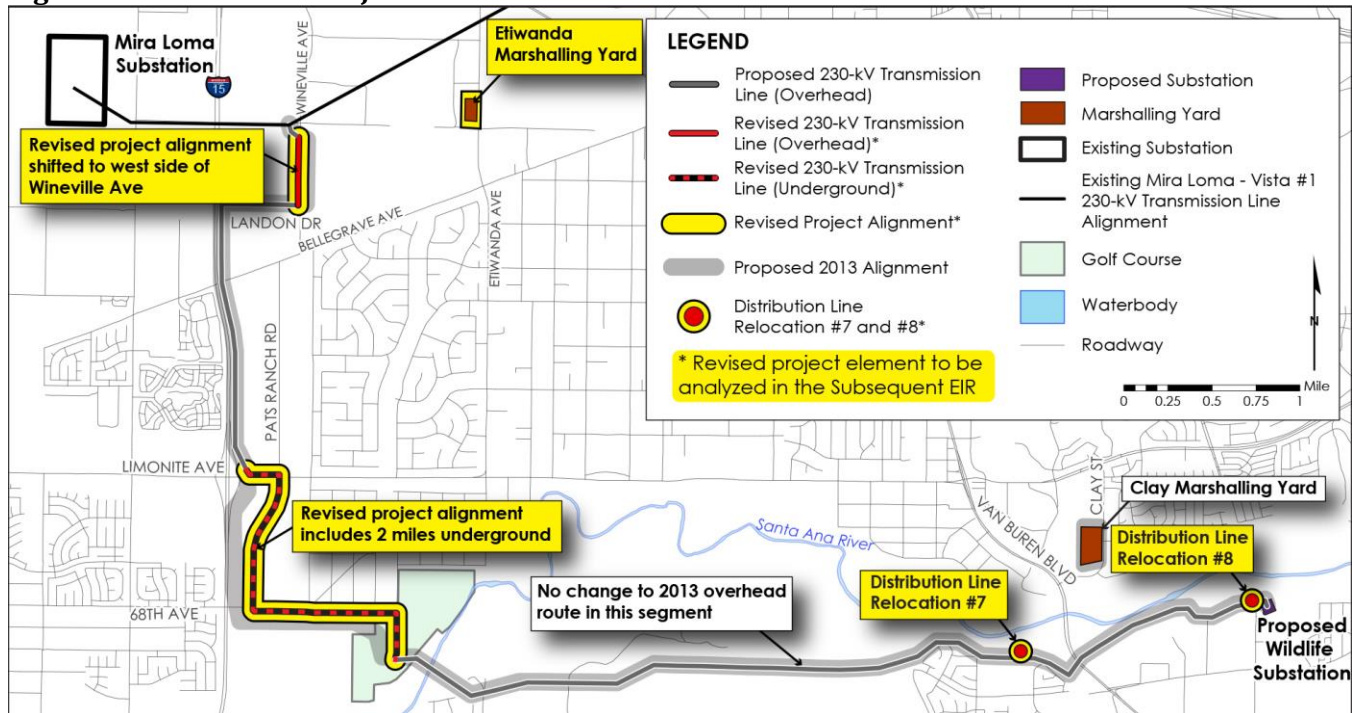 Mira Loma
Substation
15
WINEVILLE AVE
Etiwanda
Marshalling Yard
Revised project alignment
shifted to west side of
Wineville Ave
LANDON DR
BELLEGRAVE AVE
ETIWANDA AVE
PATS RANCH RD
LIMONITE AVE
Revised project alignment
includes 2 miles underground
68TH AVE
No change to 2013 overhead
route in this segment
Santa Ana River
Distribution Line
Relocation #7
VAN BUREN BLVD
CLAY ST
Clay Marshalling Yard
Distribution Line
Relocation #8
Proposed
Wildlife
Substation
LEGEND
Proposed 230-kV Transmission
Line (Overhead)
Revised 230-kV Transmission
Line (Overhead)*
Revised 230-kV Transmission
Line (Underground)*
Revised Project Alignment*
Proposed 2013 Alignment
Distribution Line
Relocation #7 and #8*
* Revised project element to be
analyzed in the Subsequent EIR
Proposed Substation
Marshalling Yard
Existing Substation
Existing Mira Loma - Vista #1
230-kV Transmission Line
Alignment
Golf Course
Waterbody
Roadway
N
Mile
0 0.25 0.5 0.75 1